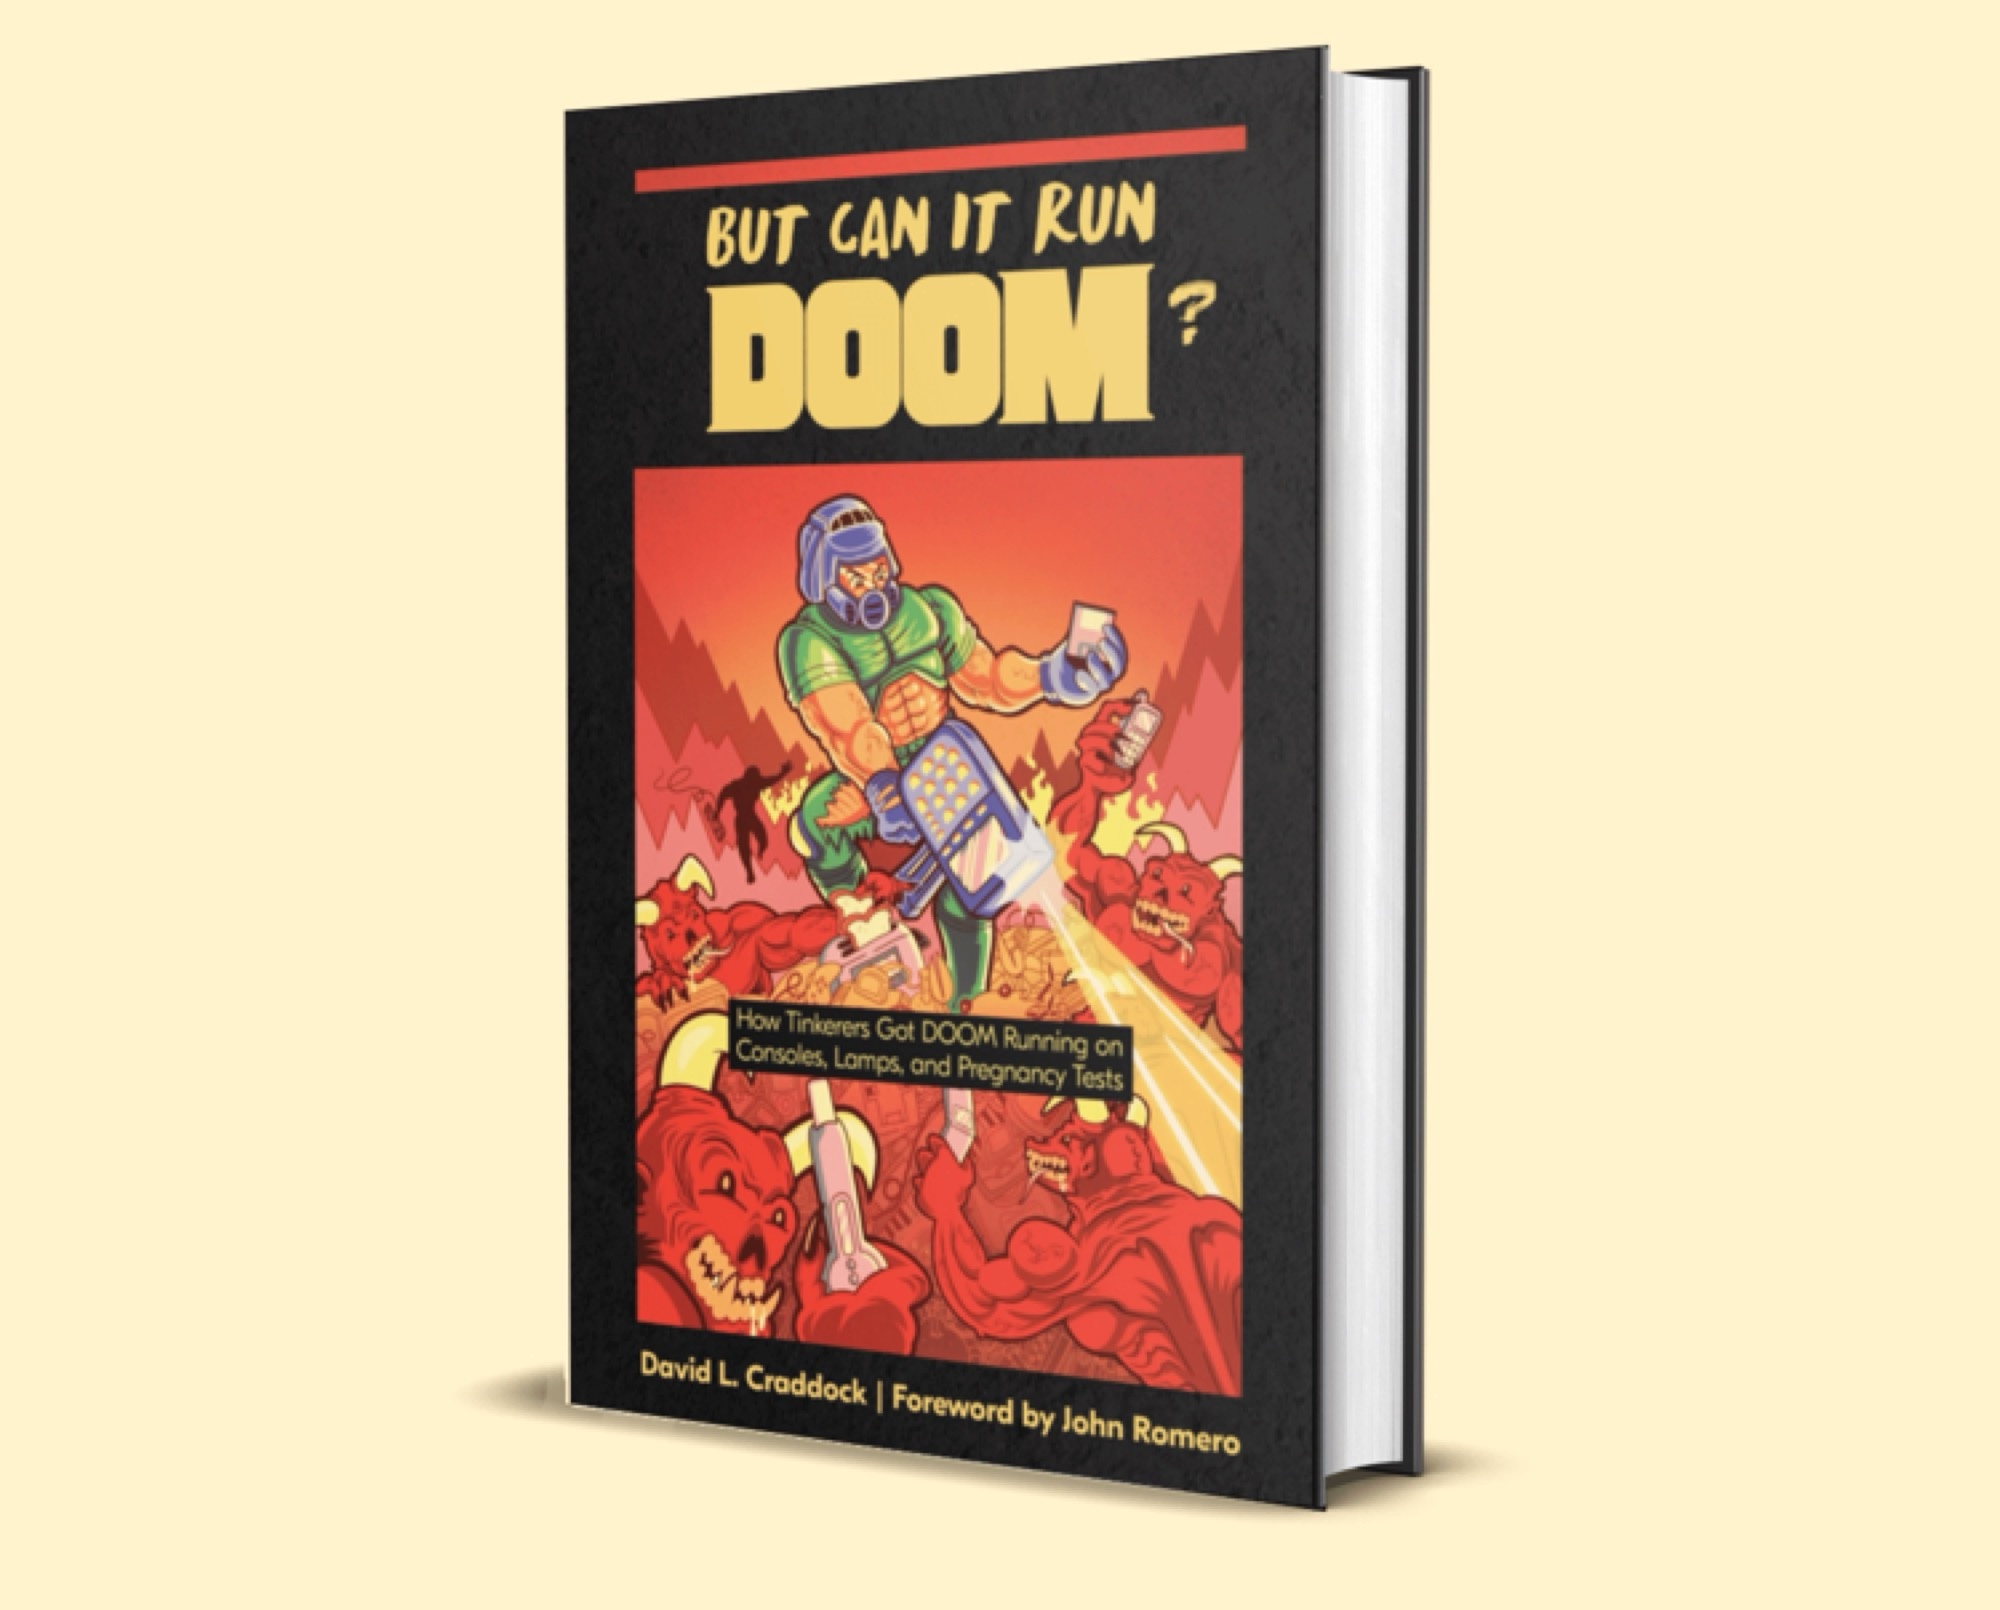 BUT CAN IT RUN
DOOM?
How Tinkerers Got DOOM Running on
Consoles, Lamps, and Pregnancy Tests
David L. Craddock | Foreword by John Romero